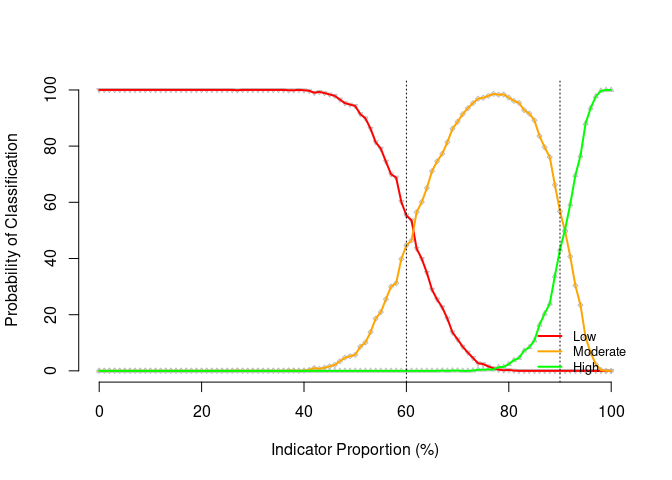 Probability of Classification
100
80
60
40
20
0
Low
Moderate
High
0 20 40 60 80 100
Indicator Proportion (%)